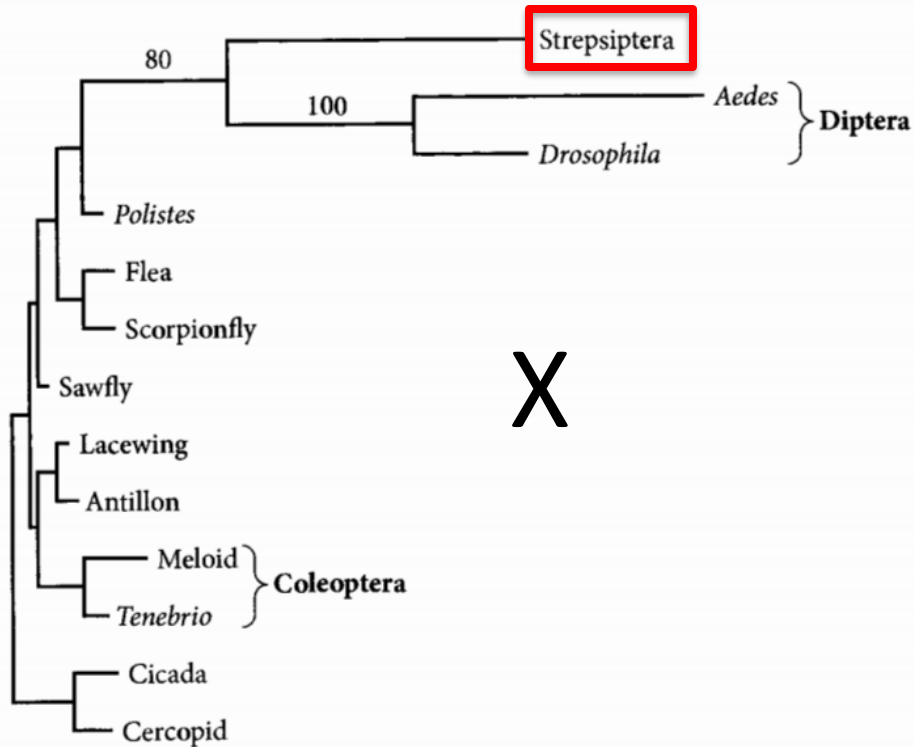 80
Strepsiptera
100
Aedes
Diptera
Drosophila
Polistes
Flea
Scorpionfly
Sawfly
X
Lacewing
Antillon
Meloid
Coleoptera
Tenebrio
Cicada
Cercopid